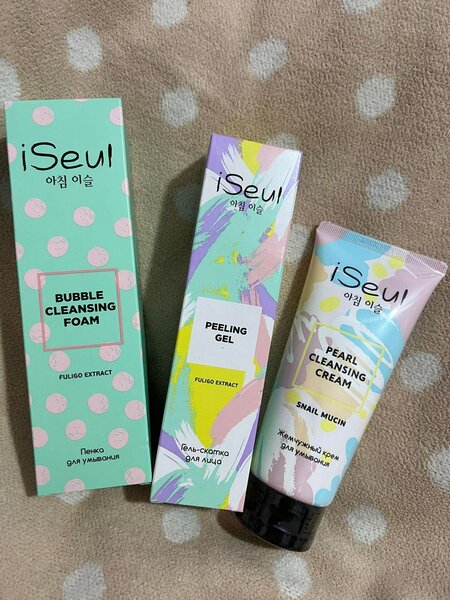 iSeul
아침 이슬
BUBBLE
CLEANSING
FOAM
FULIGO EXTRACT
Пенка
для умывания
iSeul
아침 이슬
PEELING
GEL
FULIGO EXTRACT
Гель-скатка
для лица
iSeul
아침 이슬
PEARL
CLEANSING
CREAM
SNAIL MUCIN
Жемчужный крем
для умывания